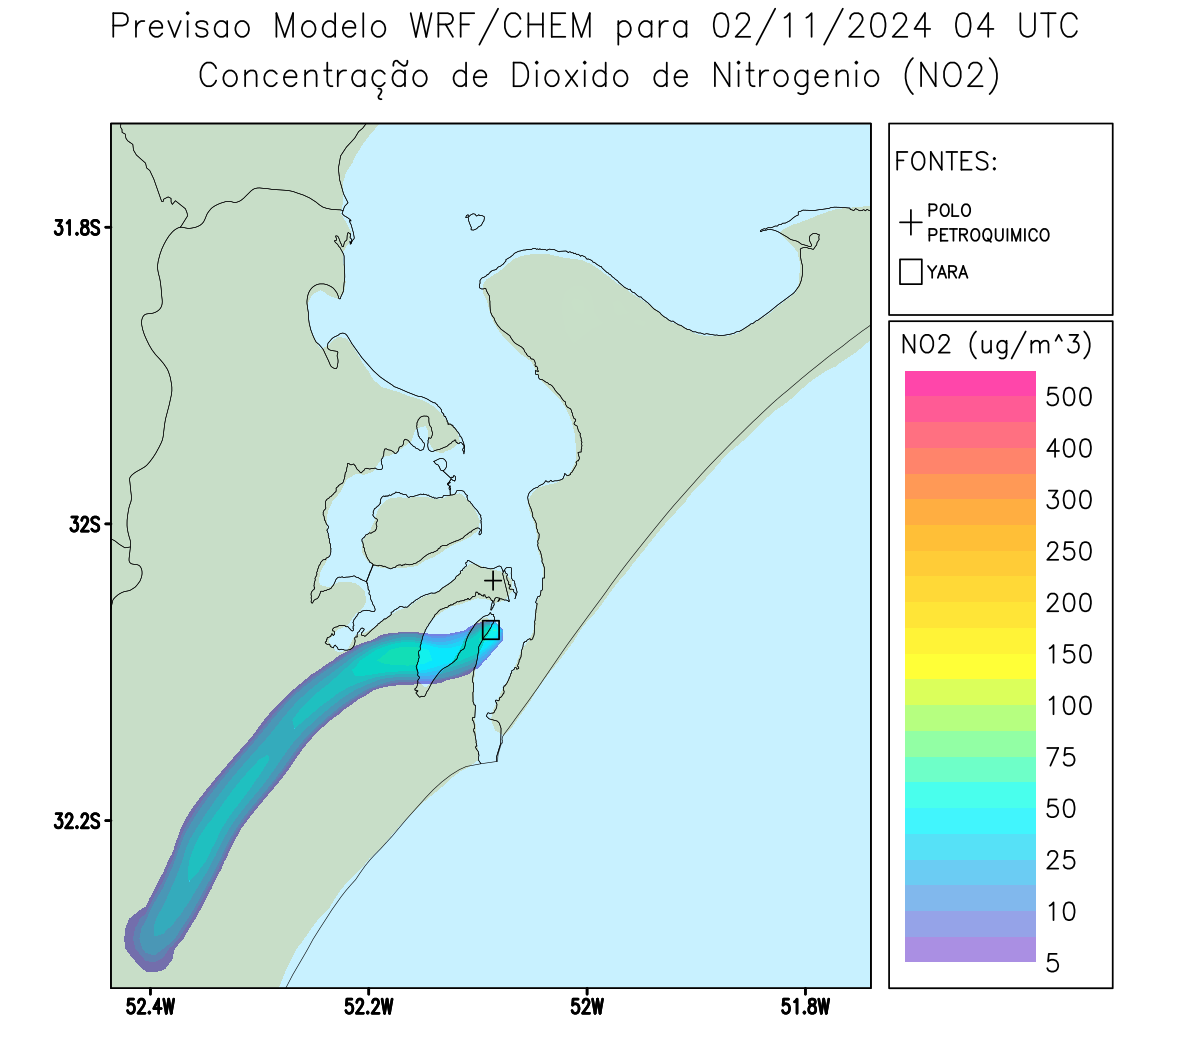 Previsao Modelo WRF/CHEM para 02/11/2024 04 UTC
Concentração de Dioxido de Nitrogenio (NO2)
FONTES:
POLO
PETROQUIMICO
YARA
NO2 (ug/m^3)
500
400
300
250
200
150
100
75
50
25
10
5
31.8S
32S
32.2S
52.4W
52.2W
52W
51.8W